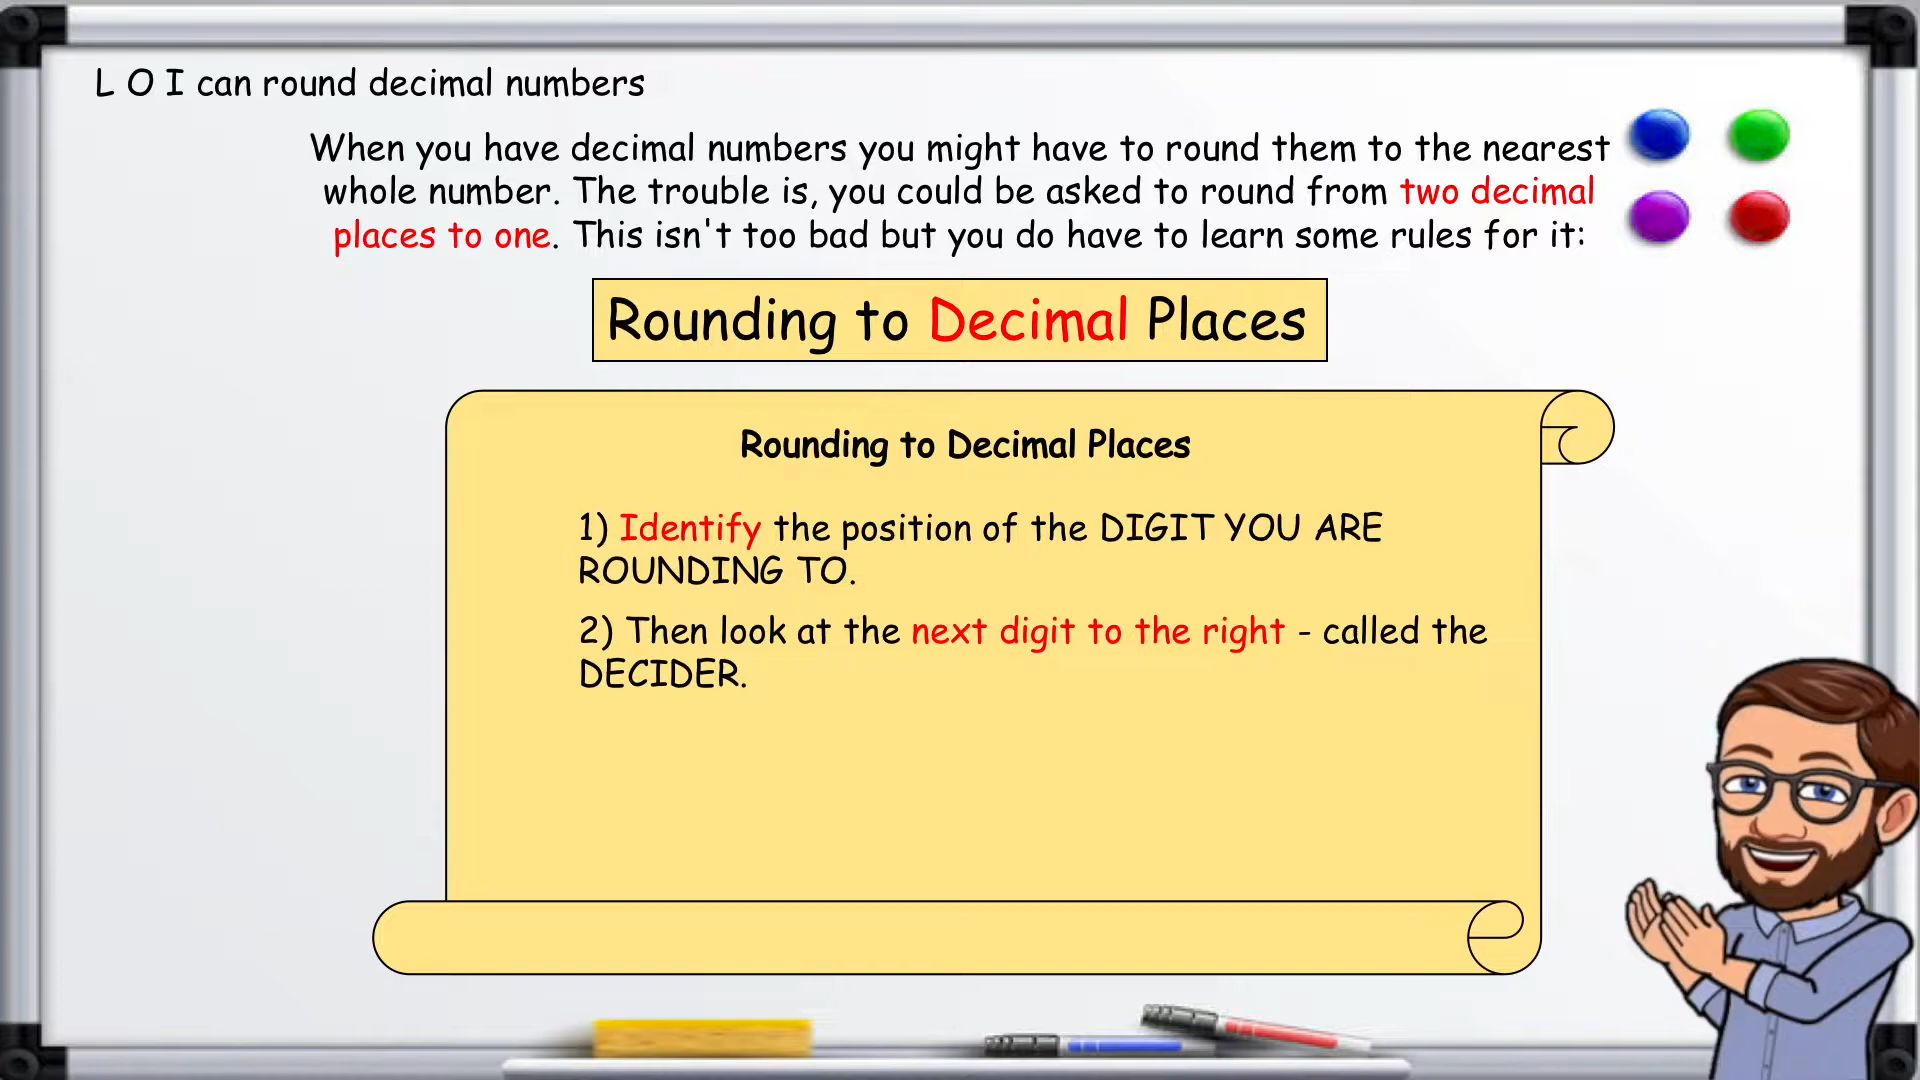 L O I can round decimal numbers
When you have decimal numbers you might have to round them to the nearest
whole number. The trouble is, you could be asked to round from two decimal
places to one. This isn't too bad but you do have to learn some rules for it:
Rounding to Decimal Places
Rounding to Decimal Places
1) Identify the position of the DIGIT YOU ARE
ROUNDING TO.
2) Then look at the next digit to the right - called the
DECIDER.